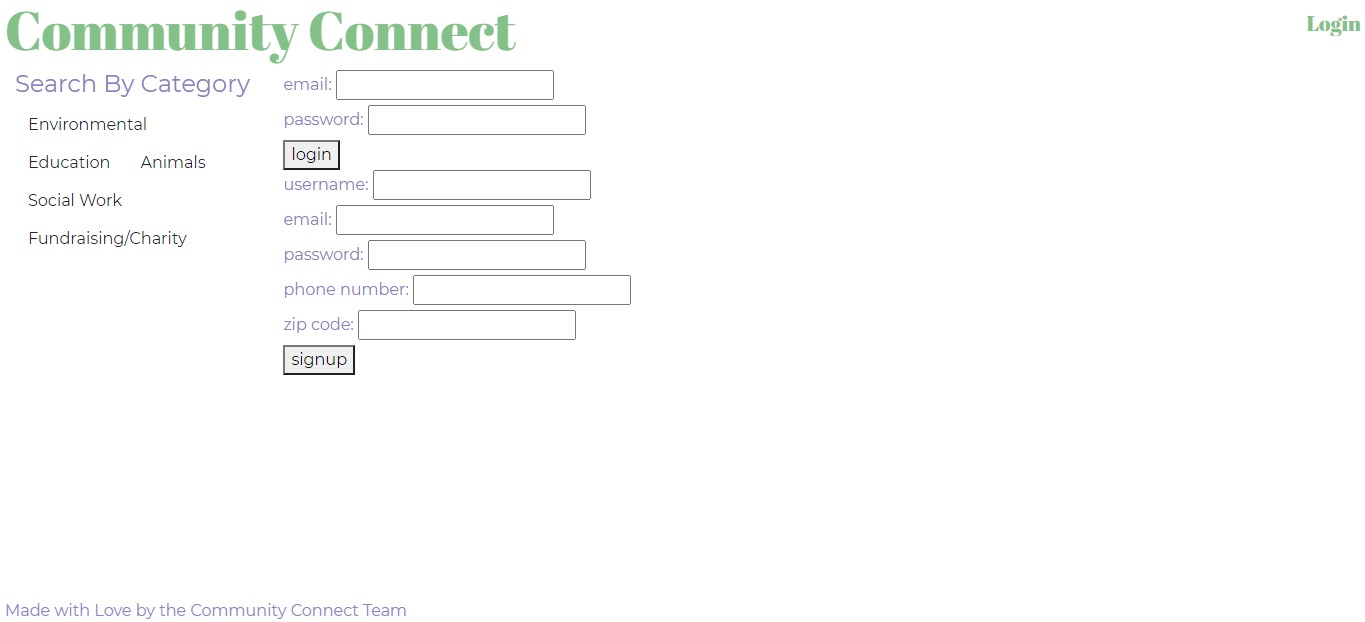 Community Connect
Login
Search By Category
Environmental
Education Animals
Social Work
Fundraising/Charity
email:
password:
login
username:
email:
password:
phone number:
zip code:
signup
Made with Love by the Community Connect Team